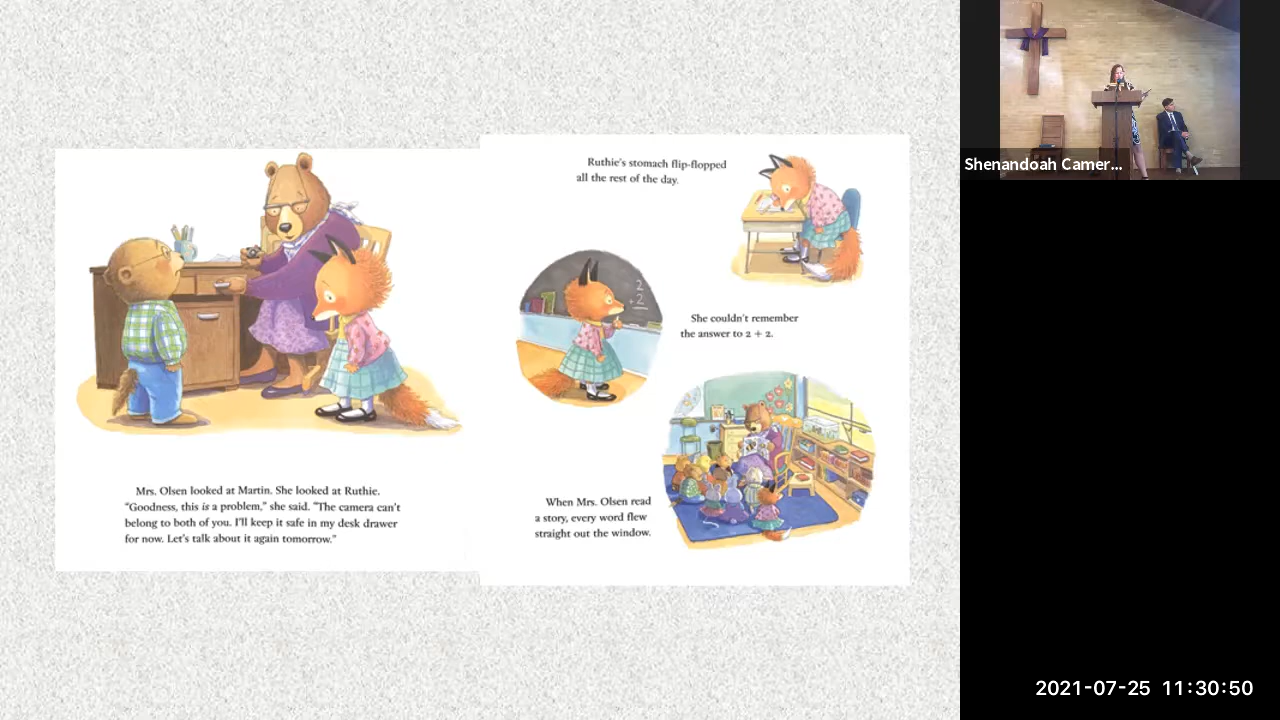 Mrs. Olsen looked at Martin. She looked at Ruthie.
"Goodness, this is a problem," she said. "The camera can't
belong to both of you. I'll keep it safe in my desk drawer
for now. Let's talk about it again tomorrow."
Ruthie's stomach flip-flopped
all the rest of the day.
2
+2
She couldn't remember
the answer to 2 + 2.
When Mrs. Olsen read
a story, every word flew
straight out the window.
Shenandoah Camer...
2021-07-25 11:30:50